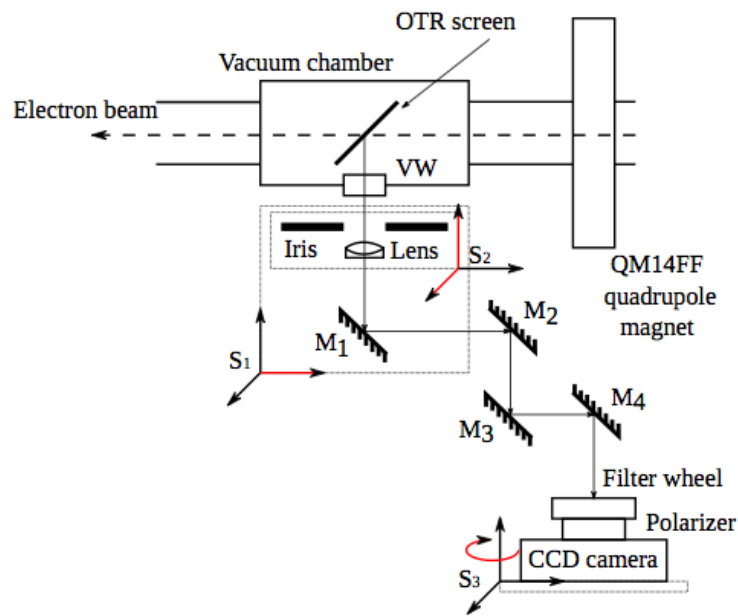 OTR screen
Vacuum chamber
Electron beam
VW
Iris
Lens
S2
QM14FF
quadrupole
magnet
M1
M2
S1
M3
M4
Filter wheel
Polarizer
CCD camera
S3